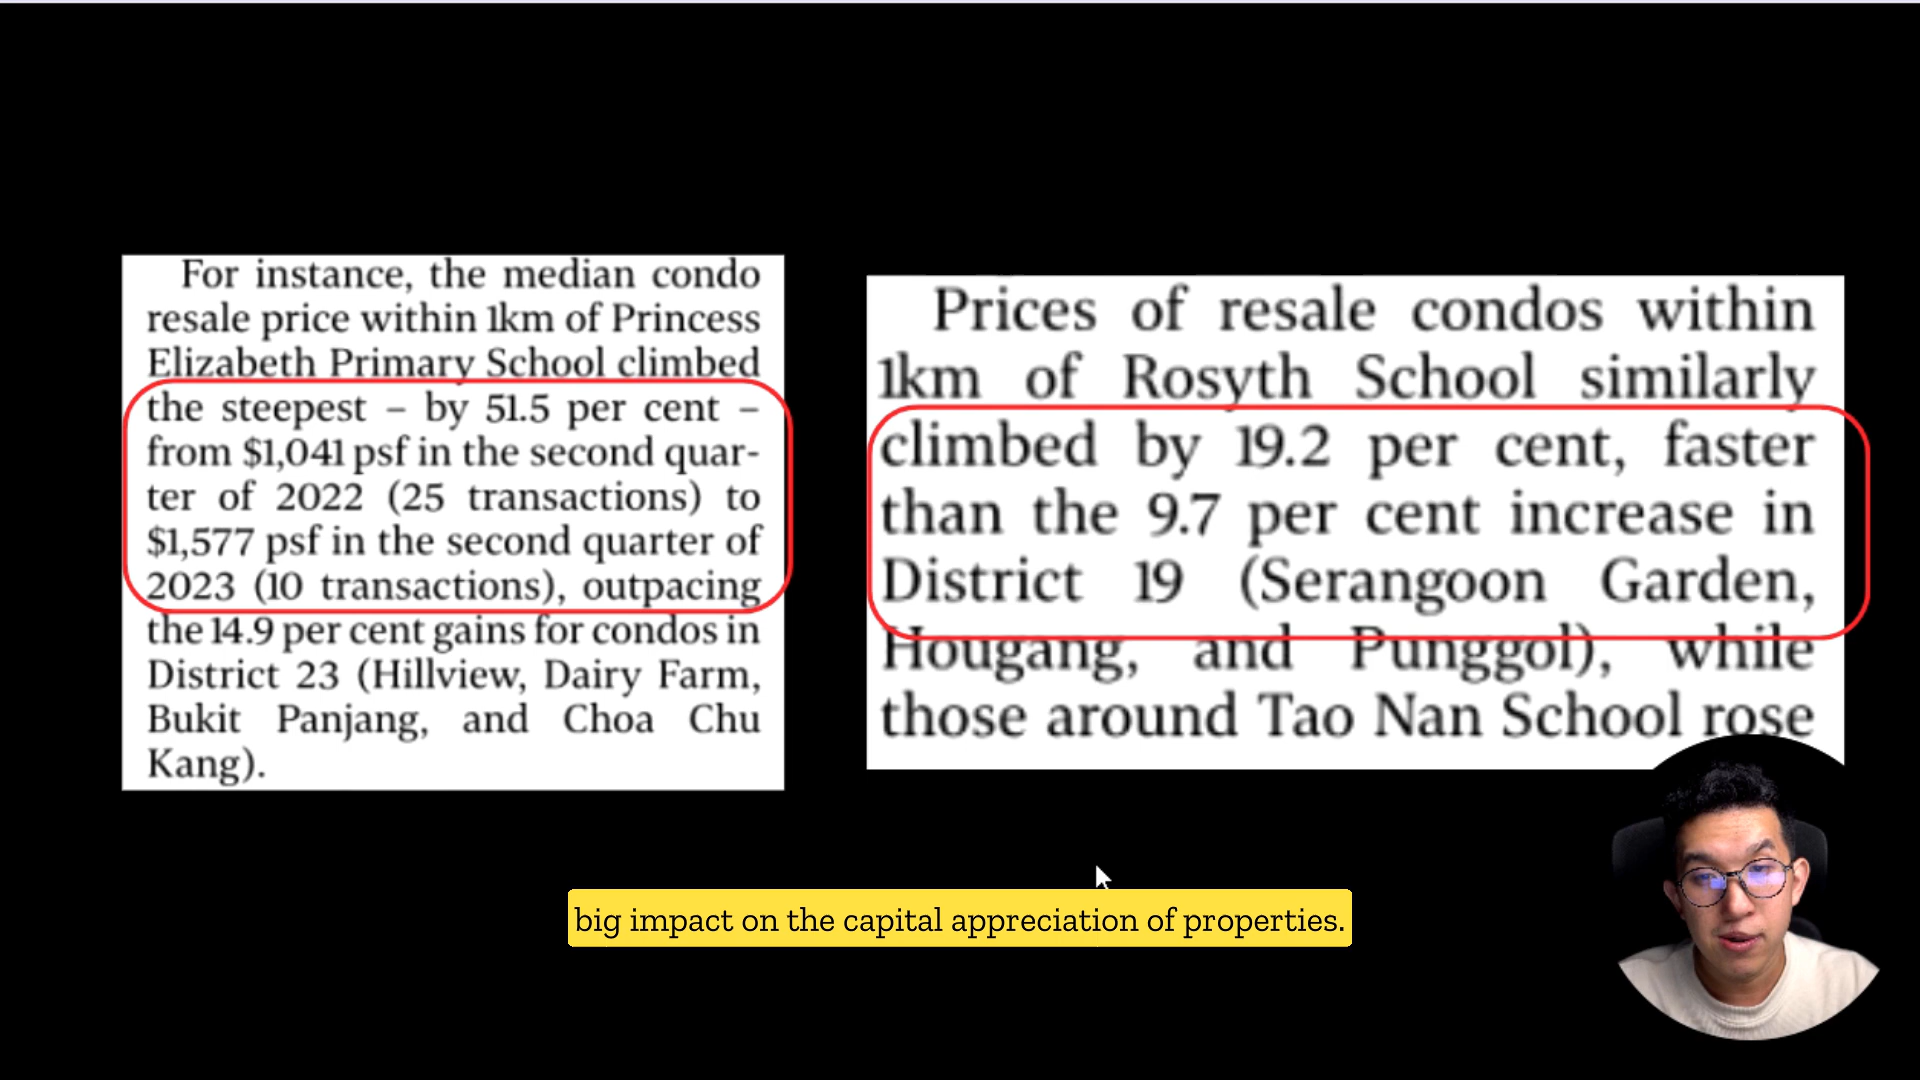 For instance, the median condo
resale price within 1km of Princess
Elizabeth Primary School climbed
the steepest – by 51.5 per cent –
from $1,041 psf in the second quar-
ter of 2022 (25 transactions) to
$1,577 psf in the second quarter of
2023 (10 transactions), outpacing
the 14.9 per cent gains for condos in
District 23 (Hillview, Dairy Farm,
Bukit Panjang, and Choa Chu
Kang).
Prices of resale condos within
1km of Rosyth School similarly
climbed by 19.2 per cent, faster
than the 9.7 per cent increase in
District 19 (Serangoon Garden,
Hougang, and Punggol), while
those around Tao Nan School rose
big impact on the capital appreciation of properties.